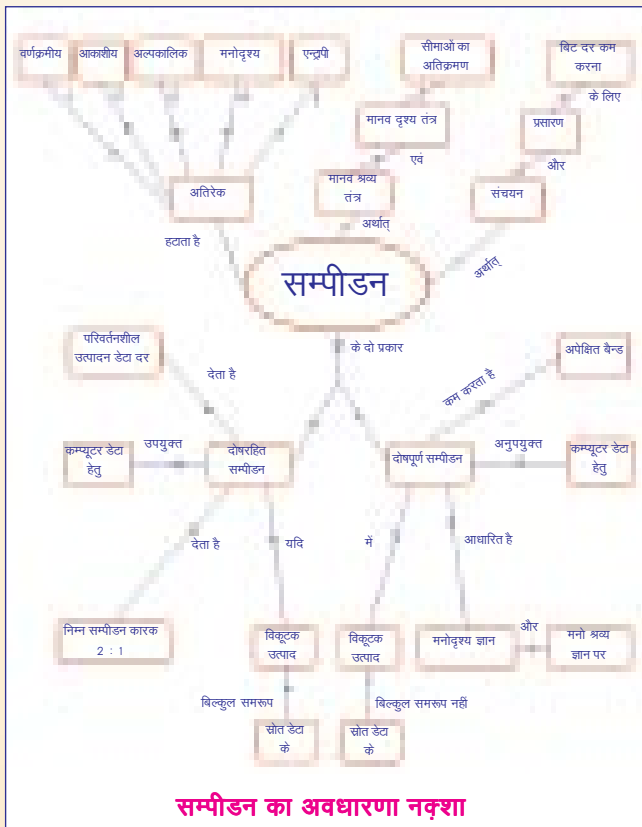 वर्णक्रमीय
आकाशीय
अल्पकालिक
मनोदृश्य
एन्ट्रापी
सीमाओं का
अतिक्रमण
बिट दर कम
करना
के लिए
मानव दृश्य तंत्र
प्रसारण
एवं
और
अतिरेक
मानव श्रव्य
तंत्र
संचयन
हटाता है
अर्थात्
अर्थात्
सम्पीडन
के दो प्रकार
परिवर्तनशील
उत्पादन डेटा दर
अपेक्षित बैन्ड
देता है
कम करता है
कम्प्यूटर डेटा
हेतु
उपयुक्त
दोषरहित
सम्पीडन
दोषपूर्ण सम्पीडन
अनुपयुक्त
कम्प्यूटर डेटा
हेतु
देता है
यदि
में
आधारित है
निम्न सम्पीडन कारक
2 : 1
विकूटक
उत्पाद
विकूटक
उत्पाद
मनोदृश्य ज्ञान
और
मनो श्रव्य
ज्ञान पर
बिल्कुल समरूप
बिल्कुल समरूप नहीं
स्रोत डेटा
के
स्रोत डेटा
के
सम्पीडन का अवधारणा नक़्शा